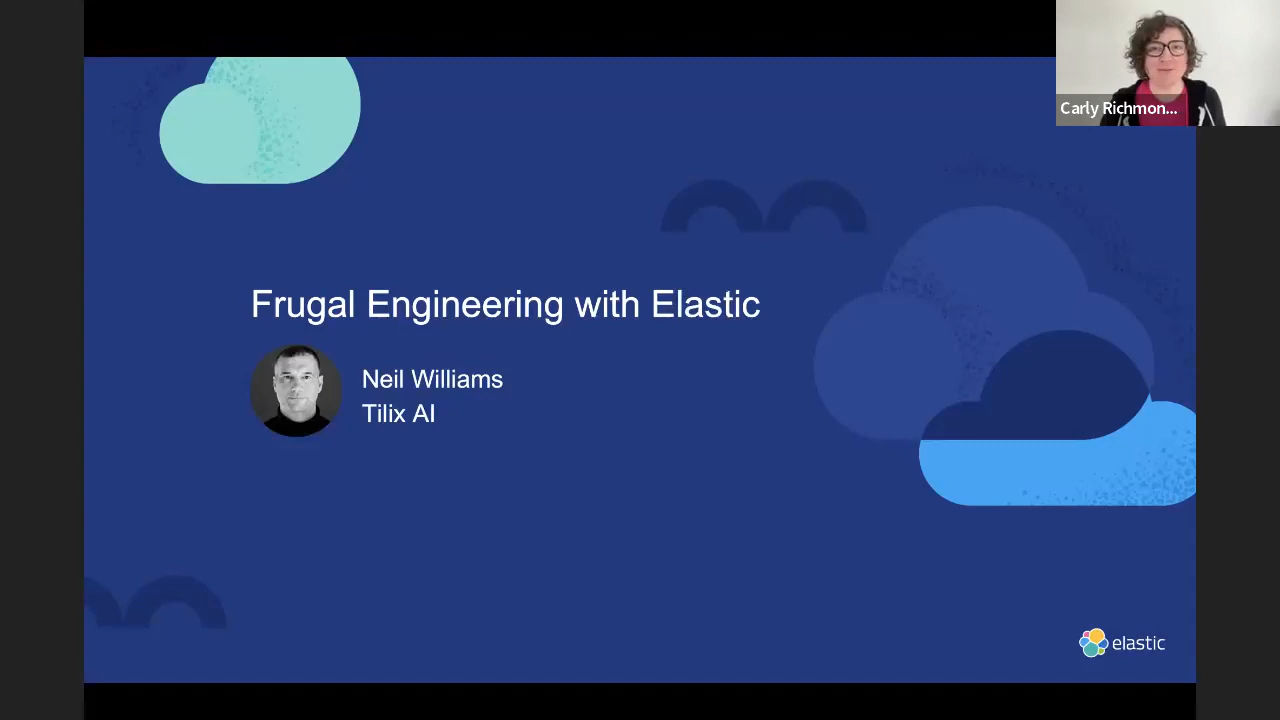 Carly Richmon...
Frugal Engineering with Elastic
Neil Williams
Tilix AI
elastic